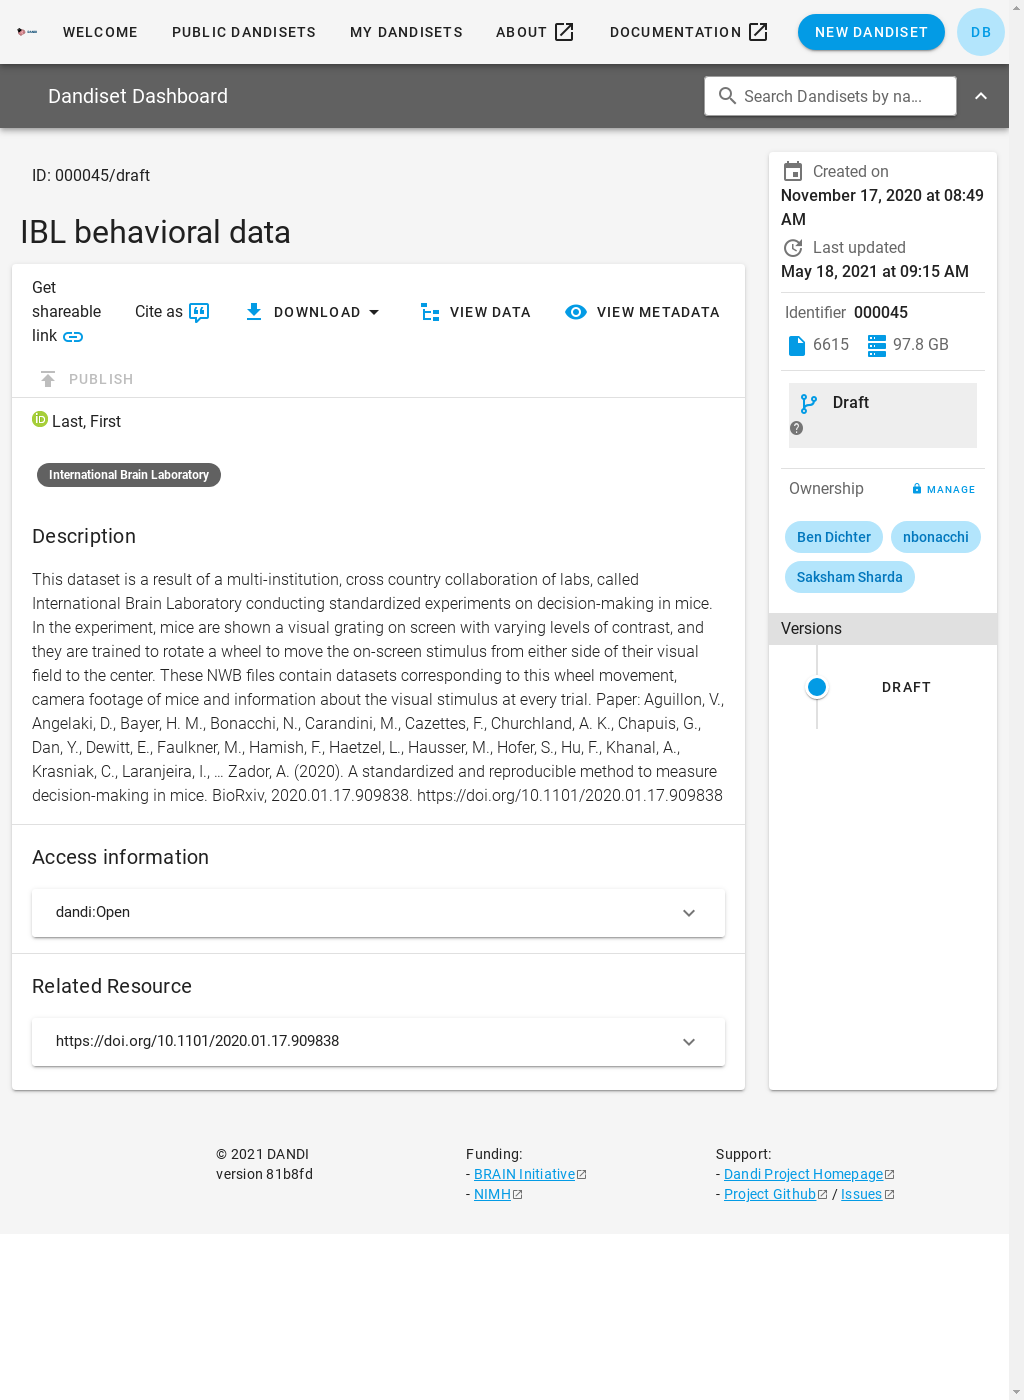 WELCOME
PUBLIC DANDISETS
MY DANDISETS
ABOUT
DOCUMENTATION
NEW DANDISET
DB
Dandiset Dashboard
Search Dandisets by na...
ID: 000045/draft
IBL behavioral data
Get
shareable
link
Cite as
DOWNLOAD
VIEW DATA
VIEW METADATA
PUBLISH
iD Last, First
International Brain Laboratory
Description
This dataset is a result of a multi-institution, cross country collaboration of labs, called
International Brain Laboratory conducting standardized experiments on decision-making in mice.
In the experiment, mice are shown a visual grating on screen with varying levels of contrast, and
they are trained to rotate a wheel to move the on-screen stimulus from either side of their visual
field to the center. These NWB files contain datasets corresponding to this wheel movement,
camera footage of mice and information about the visual stimulus at every trial. Paper: Aguillon, V.,
Angelaki, D., Bayer, H. M., Bonacchi, N., Carandini, M., Cazettes, F., Churchland, A. K., Chapuis, G.,
Dan, Y., Dewitt, E., Faulkner, M., Hamish, F., Haetzel, L., Hausser, M., Hofer, S., Hu, F., Khanal, A.,
Krasniak, C., Laranjeira, I., … Zador, A. (2020). A standardized and reproducible method to measure
decision-making in mice. BioRxiv, 2020.01.17.909838. https://doi.org/10.1101/2020.01.17.909838
Access information
dandi:Open
Related Resource
https://doi.org/10.1101/2020.01.17.909838
Created on
November 17, 2020 at 08:49
AM
Last updated
May 18, 2021 at 09:15 AM
Identifier 000045
6615
97.8 GB
Draft
?
Ownership
MANAGE
Ben Dichter
nbonacchi
Saksham Sharda
Versions
DRAFT
© 2021 DANDI
version 81b8fd
Funding:
- BRAIN Initiative
- NIMH
Support:
- Dandi Project Homepage
- Project Github / Issues